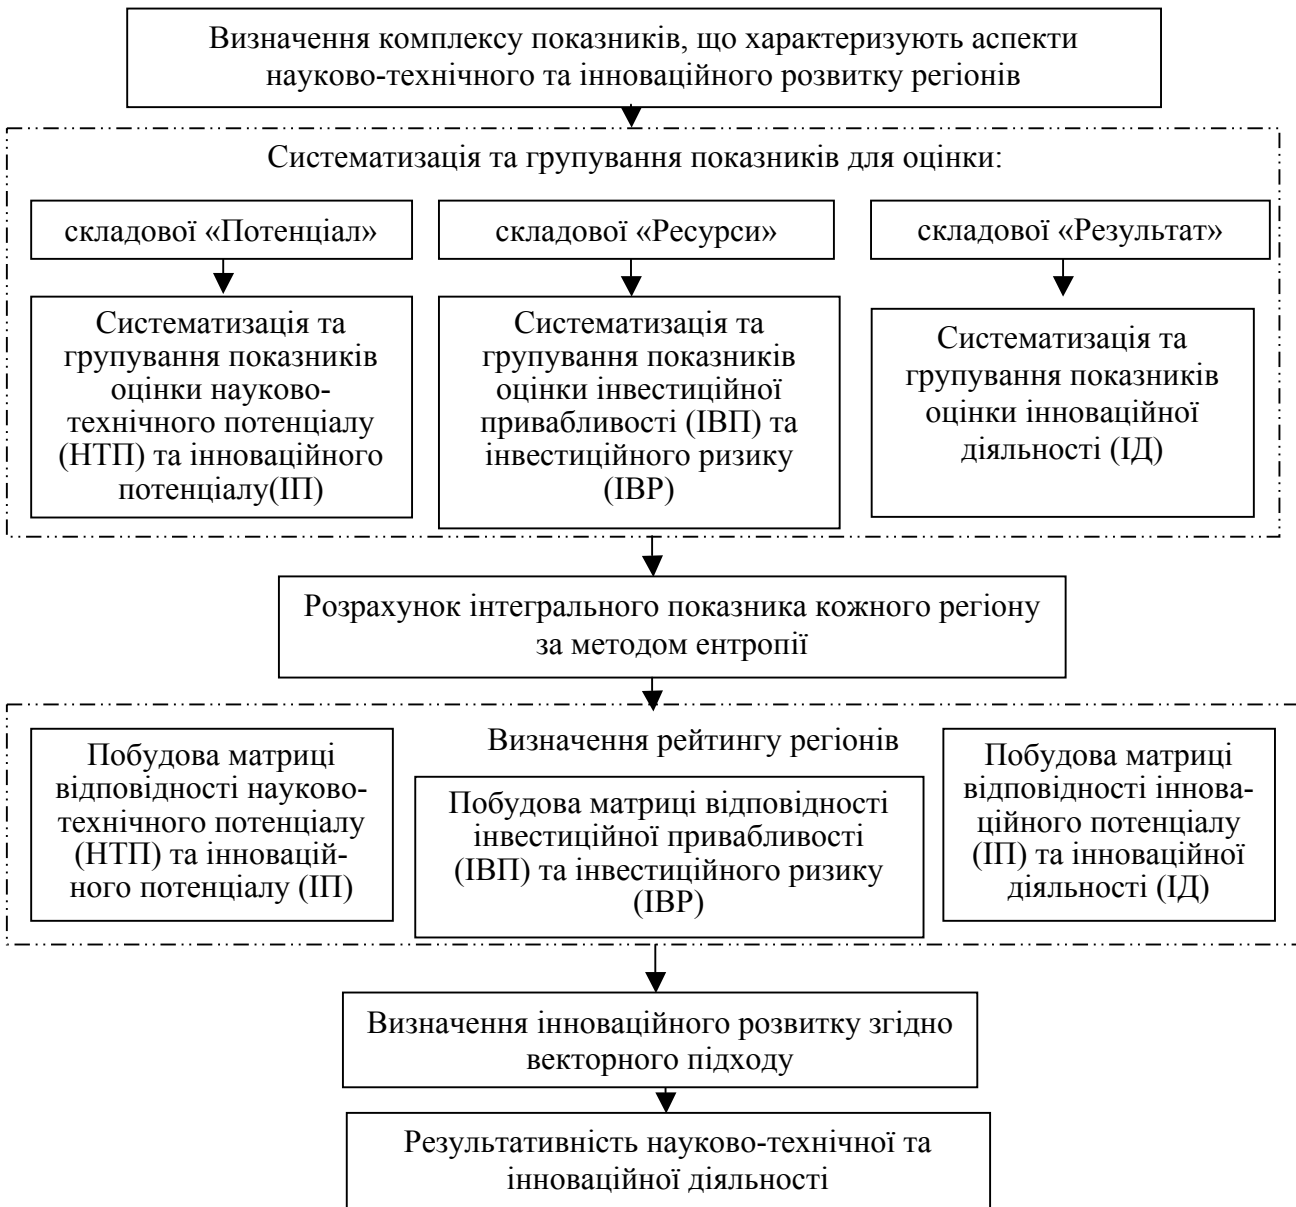 Визначення комплексу показників, що характеризують аспекти
науково-технічного та інноваційного розвитку регіонів
Систематизація та групування показників для оцінки:
складової «Потенціал»
складової «Ресурси»
складової «Результат»
Систематизація та
групування показників
оцінки науково-
технічного потенціалу
(НТП) та інноваційного
потенціалу(ІП)
Систематизація та
групування показників
оцінки інвестиційної
привабливості (ІВП) та
інвестиційного ризику
(ІВР)
Систематизація та
групування показників
оцінки інноваційної
діяльності (ІД)
Розрахунок інтегрального показника кожного регіону
за методом ентропії
Визначення рейтингу регіонів
Побудова матриці
відповідності науково-
технічного потенціалу
(НТП) та інновацій-
ного потенціалу (ІП)
Побудова матриці відповідності
інвестиційної привабливості
(ІВП) та інвестиційного ризику
(ІВР)
Побудова матриці
відповідності іннова-
ційного потенціалу
(ІП) та інноваційної
діяльності (ІД)
Визначення інноваційного розвитку згідно
векторного підходу
Результативність науково-технічної та
інноваційної діяльності